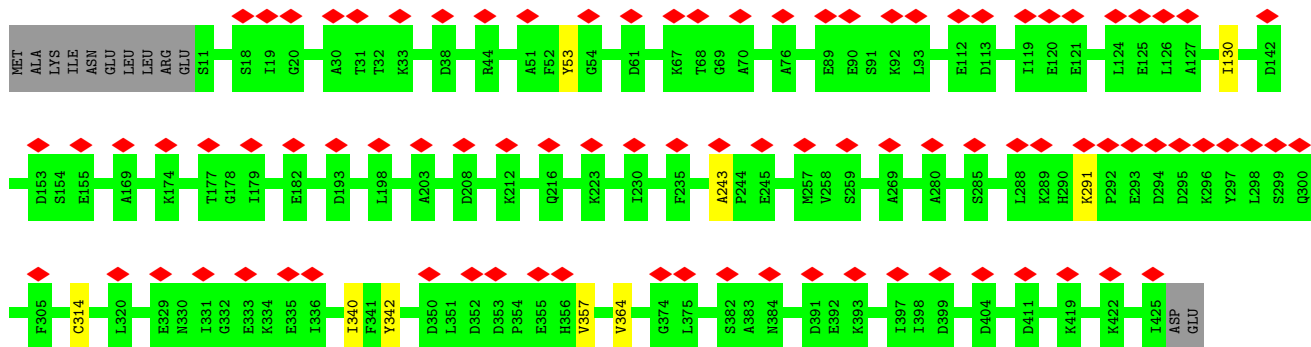 MET ALA LYS ILE ASN GLU LEU LEU ARG GLU S11 S18 I19 G20 A30 T31 T32 K33 D38 R44 A51 F52 Y53 G54 D61 K67 T68 G69 A70 A76 E89 E90 S91 K92 L93 E112 D113 I119 E120 E121 L124 E125 L126 A127 I130 D142
D153 S154 E155 A169 K174 T177 G178 I179 E182 D193 L198 A203 D208 K212 Q216 K223 I230 F235 A243 P244 E245 M257 V258 S259 A269 A280 S285 L288 K289 H290 K291 P292 E293 D294 D295 K296 Y297 L298 S299 Q300
F305 C314 L320 E329 N330 I331 G332 E333 K334 E335 I336 I340 F341 Y342 D350 L351 D352 D353 P354 E355 H356 V357 V364 G374 L375 S382 A383 N384 D391 E392 K393 I397 I398 D399 D404 D411 K419 K422 I425 ASP GLU